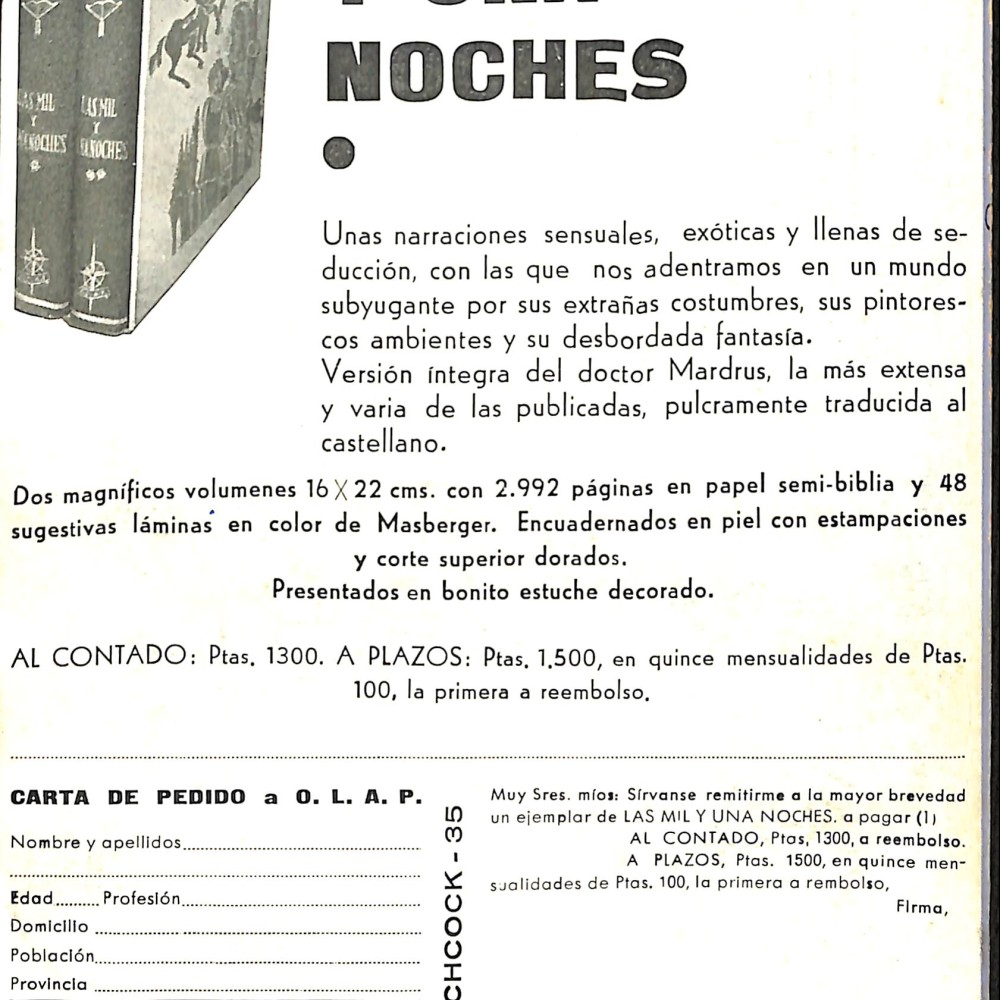 NOCHES
LAS MIL
Y
NOCHES
LAS MIL
Y
UNA NOCHES
Unas narraciones sensuales, exóticas y llenas de se-
ducción, con las que nos adentramos en un mundo
subyugante por sus extrañas costumbres, sus pintores-
cos ambientes y su desbordada fantasía.
Versión íntegra del doctor Mardrus, la más extensa
y varia de las publicadas, pulcramente traducida al
castellano.
Dos magníficos volumenes 16 X 22 cms. con 2.992 páginas en papel semi-biblia y 48
sugestivas láminas en color de Masberger. Encuadernados en piel con estampaciones
y corte superior dorados.
Presentados en bonito estuche decorado.
AL CONTADO: Ptas. 1300. A PLAZOS: Ptas. 1.500, en quince mensualidades de Ptas.
100, la primera a reembolso.
CARTA DE PEDIDO a O. L. A. P.
Nombre y apellidos
Edad Profesión
Domicilio
Población
Provincia
CHCOCK-35
Muy Sres. míos: Sírvanse remitirme a la mayor brevedad
un ejemplar de LAS MIL Y UNA NOCHES. a pagar (1)
AL CONTADO, Ptas, 1300, a reembolso.
A PLAZOS, Ptas. 1500, en quince men-
sualidades de Ptas. 100, la primera a rembolso,
Firma,